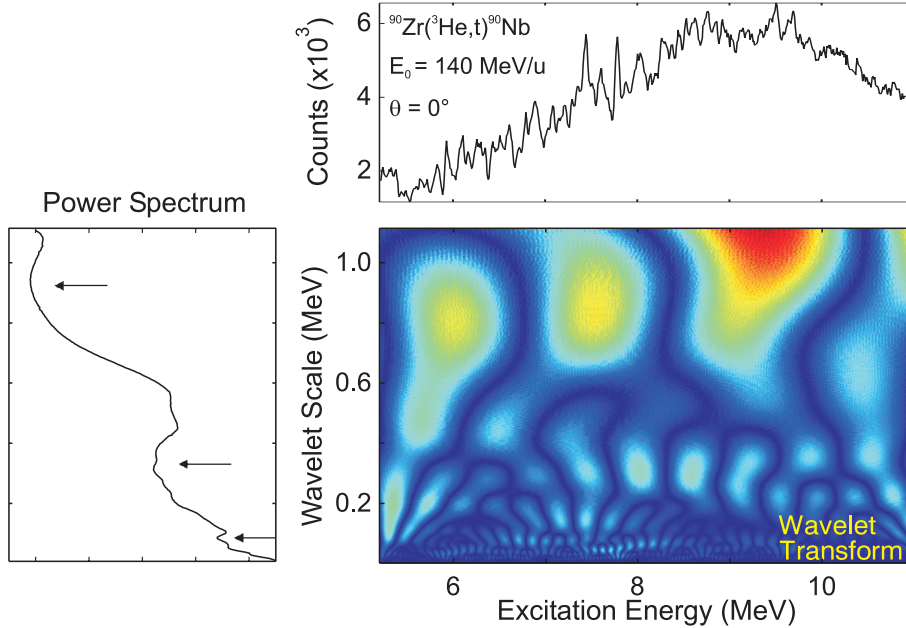 ⁹⁰Zr(³He,t)⁹⁰Nb
E₀ = 140 MeV/u
θ = 0°
Counts (x10³)
6
4
2
Power Spectrum
Wavelet Scale (MeV)
1.0
0.6
0.2
Wavelet
Transform
6
8
10
Excitation Energy (MeV)